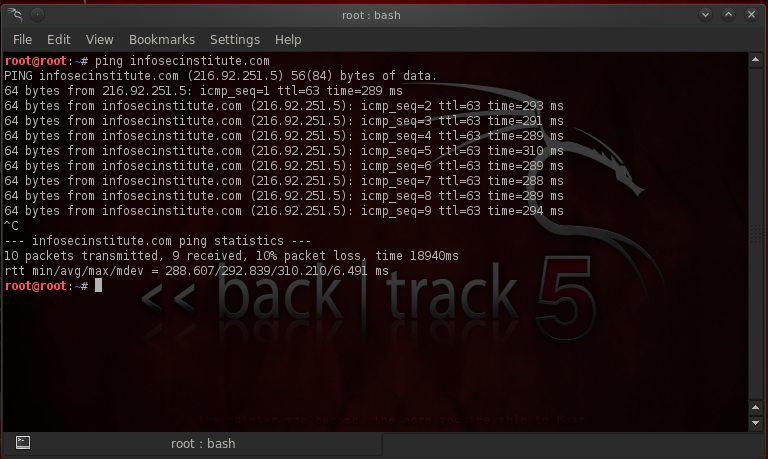 root : bash
File Edit View Bookmarks Settings Help
root@root:~# ping infosecinstitute.com
PING infosecinstitute.com (216.92.251.5) 56(84) bytes of data.
64 bytes from 216.92.251.5: icmp_seq=1 ttl=63 time=289 ms
64 bytes from infosecinstitute.com (216.92.251.5): icmp_seq=2 ttl=63 time=293 ms
64 bytes from infosecinstitute.com (216.92.251.5): icmp_seq=3 ttl=63 time=291 ms
64 bytes from infosecinstitute.com (216.92.251.5): icmp_seq=4 ttl=63 time=289 ms
64 bytes from infosecinstitute.com (216.92.251.5): icmp_seq=5 ttl=63 time=310 ms
64 bytes from infosecinstitute.com (216.92.251.5): icmp_seq=6 ttl=63 time=289 ms
64 bytes from infosecinstitute.com (216.92.251.5): icmp_seq=7 ttl=63 time=288 ms
64 bytes from infosecinstitute.com (216.92.251.5): icmp_seq=8 ttl=63 time=289 ms
64 bytes from infosecinstitute.com (216.92.251.5): icmp_seq=9 ttl=63 time=294 ms
^C
--- infosecinstitute.com ping statistics ---
10 packets transmitted, 9 received, 10% packet loss, time 18940ms
rtt min/avg/max/mdev = 288.607/292.839/310.210/6.491 ms
root@root:~#
<< back | track 5
root : bash